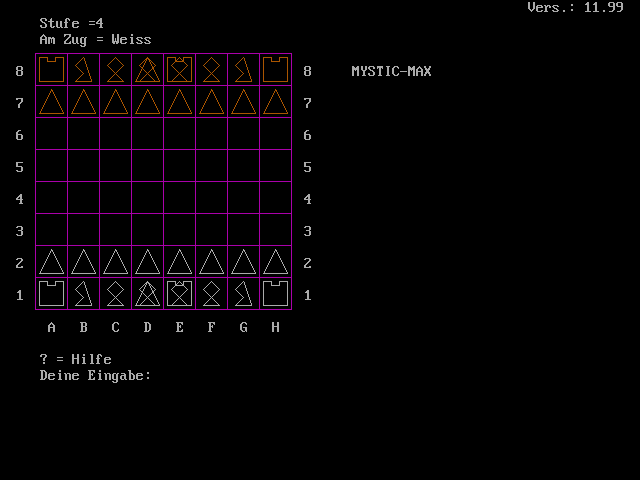 Vers.: 11.99
Stufe =4
Am Zug = Weiss
8 8 MYSTIC-MAX
7 7
6 6
5 5
4 4
3 3
2 2
1 1
A B C D E F G H
? = Hilfe
Deine Eingabe: